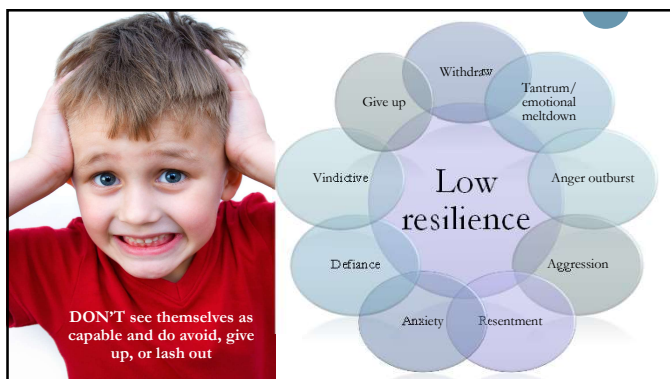 Withdraw
Tantrum/
emotional
meltdown
Anger outburst
Aggression
Resentment
Anxiety
Defiance
Vindictive
Give up
Low
resilience
DON'T see themselves as
capable and do avoid, give
up, or lash out